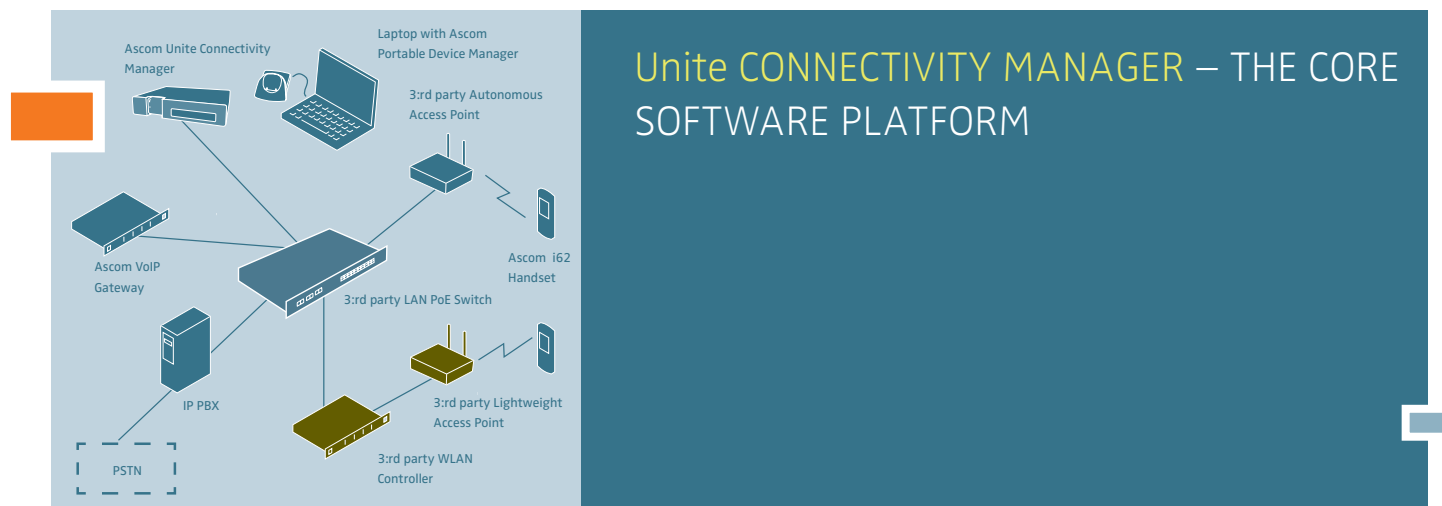 Ascom Unite Connectivity
Manager
Laptop with Ascom
Portable Device Manager
3:rd party Autonomous
Access Point
Ascom VoIP
Gateway
Ascom i62
Handset
3:rd party LAN PoE Switch
IP PBX
3:rd party Lightweight
Access Point
3:rd party WLAN
Controller
PSTN
Unite CONNECTIVITY MANAGER – THE CORE
SOFTWARE PLATFORM